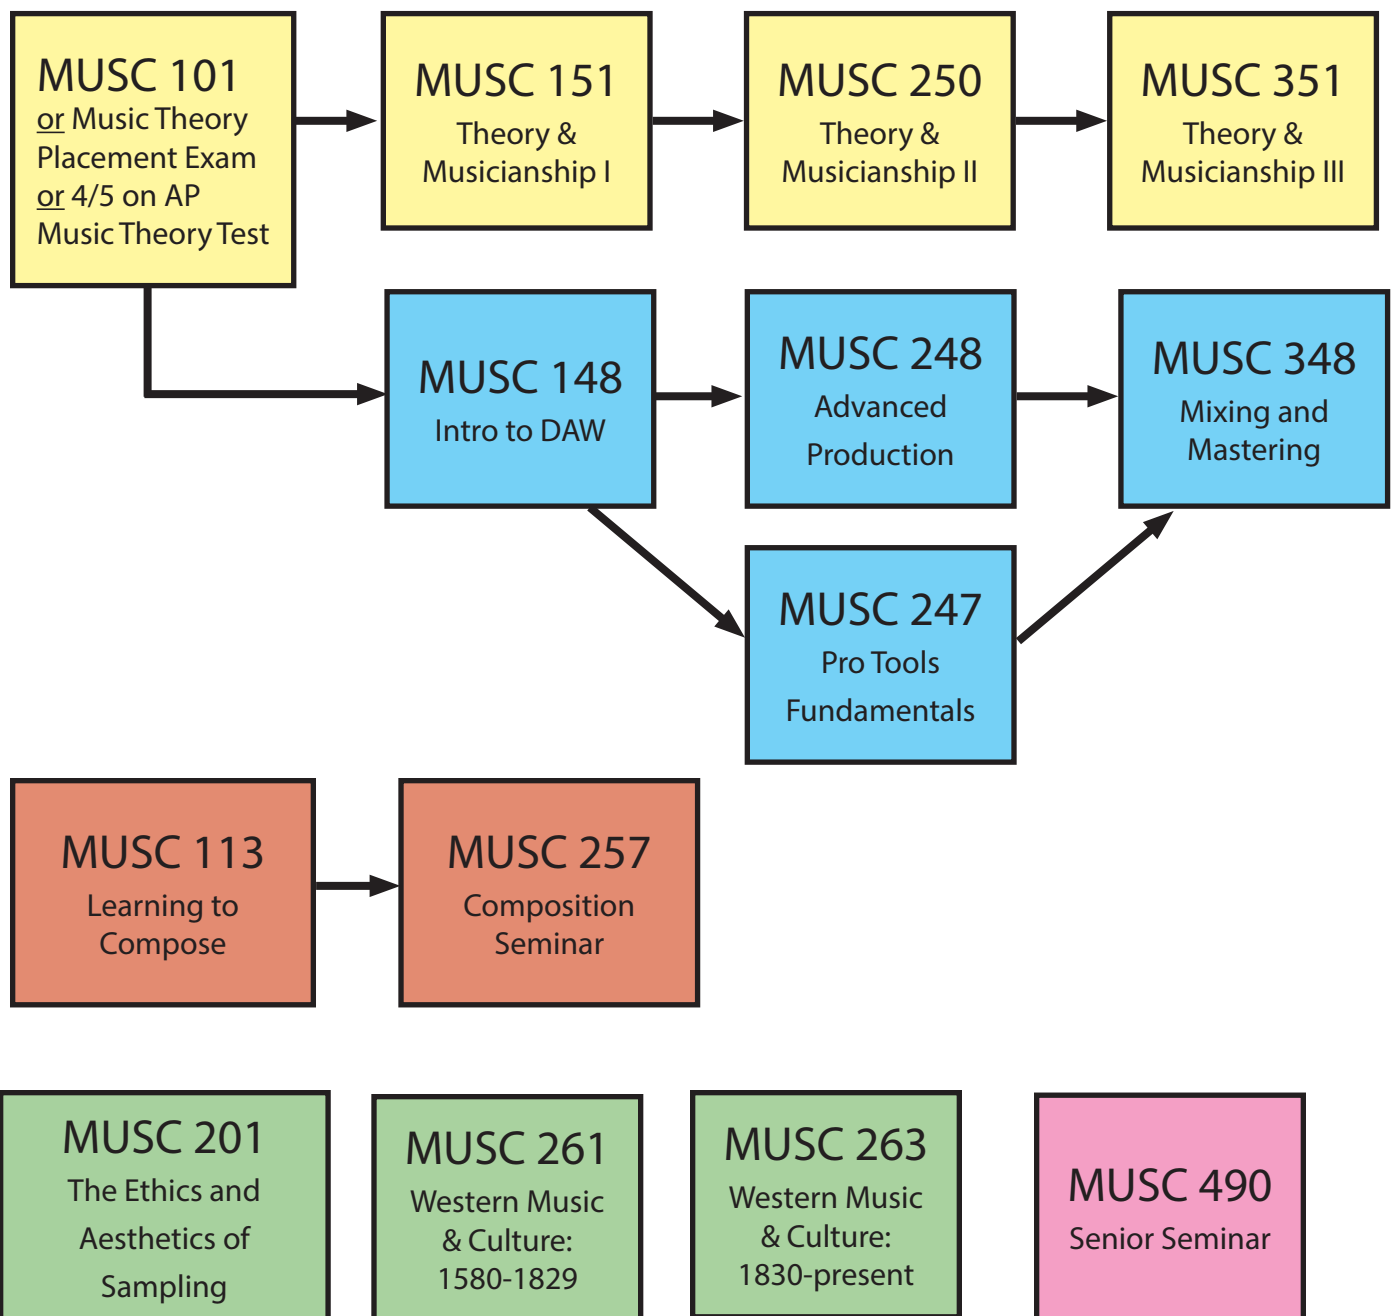 MUSC 101
or Music Theory
Placement Exam
or 4/5 on AP
Music Theory Test
MUSC 151
Theory &
Musicianship I
MUSC 250
Theory &
Musicianship II
MUSC 351
Theory &
Musicianship III
MUSC 148
Intro to DAW
MUSC 248
Advanced
Production
MUSC 348
Mixing and
Mastering
MUSC 247
Pro Tools
Fundamentals
MUSC 113
Learning to
Compose
MUSC 257
Composition
Seminar
MUSC 201
The Ethics and
Aesthetics of
Sampling
MUSC 261
Western Music
& Culture:
1580-1829
MUSC 263
Western Music
& Culture:
1830-present
MUSC 490
Senior Seminar